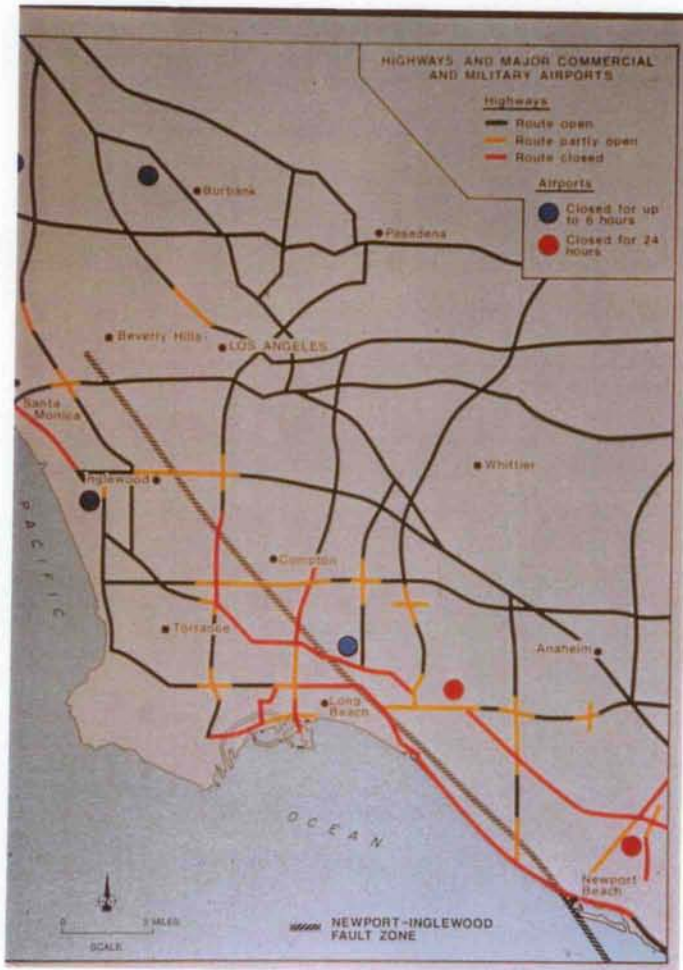 HIGHWAYS AND MAJOR COMMERCIAL
AND MILITARY AIRPORTS
Highways
Route open
Route partly open
Route closed
Airports
Closed for up
to 6 hours
Closed for 24
hours
Burbank
Pasadena
Beverly Hills
LOS ANGELES
Santa
Monica
Whittier
Inglewood
PACIFIC
Compton
Torrance
Anaheim
Long
Beach
OCEAN
Newport
Beach
0
MILES
SCALE
NEWPORT-INGLEWOOD
FAULT ZONE